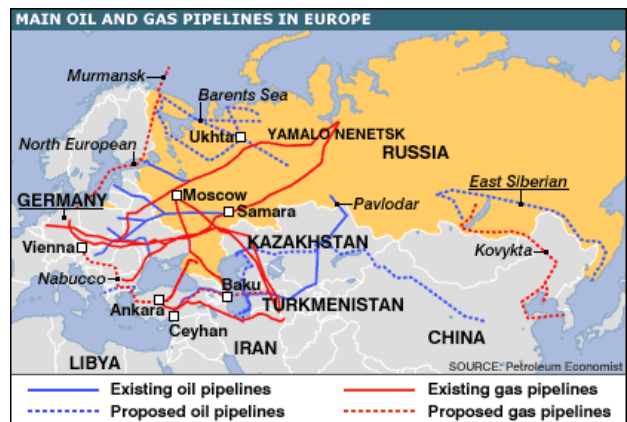 MAIN OIL AND GAS PIPELINES IN EUROPE
Murmansk
Barents Sea
Ukhta
YAMALO NENETSK
North European
RUSSIA
GERMANY
Moscow
East Siberian
Samara
Pavlodar
Vienna
KAZAKHSTAN
Kovykta
Nabucco
Baku
Ankara
TURKMENISTAN
Ceyhan
CHINA
IRAN
LIBYA
SOURCE: Petroleum Economist
Existing oil pipelines
Existing gas pipelines
Proposed oil pipelines
Proposed gas pipelines